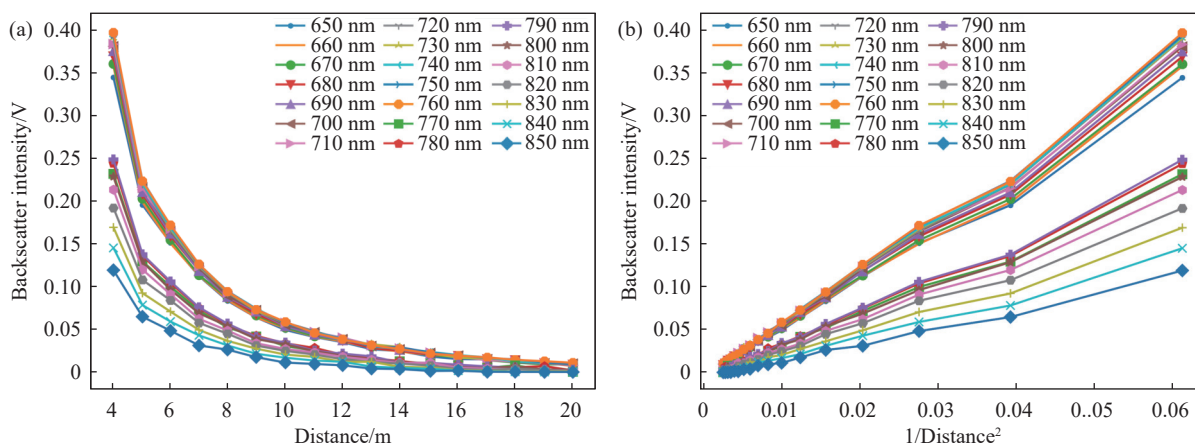 (a)
Backscatter intensity/V
0.40
0.35
0.30
0.25
0.20
0.15
0.10
0.05
0
650 nm 720 nm 790 nm
660 nm 730 nm 800 nm
670 nm 740 nm 810 nm
680 nm 750 nm 820 nm
690 nm 760 nm 830 nm
700 nm 770 nm 840 nm
710 nm 780 nm 850 nm
4 6 8 10 12 14 16 18 20
Distance/m
(b)
Backscatter intensity/V
0.40
0.35
0.30
0.25
0.20
0.15
0.10
0.05
0
650 nm 720 nm 790 nm
660 nm 730 nm 800 nm
670 nm 740 nm 810 nm
680 nm 750 nm 820 nm
690 nm 760 nm 830 nm
700 nm 770 nm 840 nm
710 nm 780 nm 850 nm
0 0.01 0.02 0.03 0.04 0..05 0.06
1/Distance²